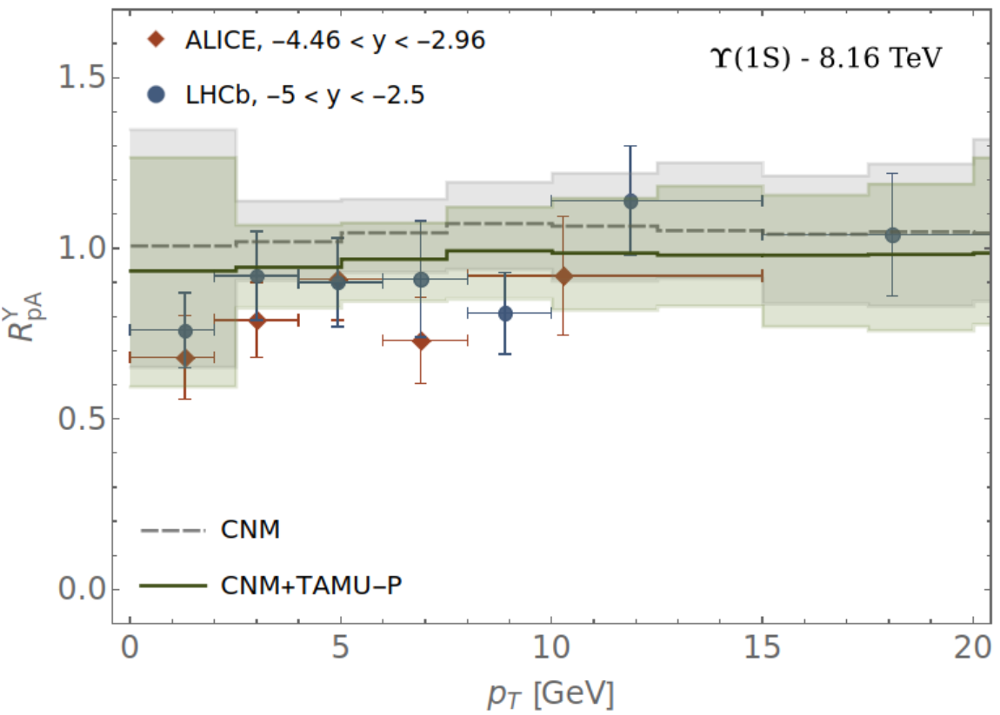 ALICE, –4.46 < y < –2.96
ϒ(1S) - 8.16 TeV
LHCb, –5 < y < –2.5
1.5
1.0
0.5
0.0
R_pA^Υ
CNM
CNM+TAMU–P
0 5 10 15 20
p_T [GeV]